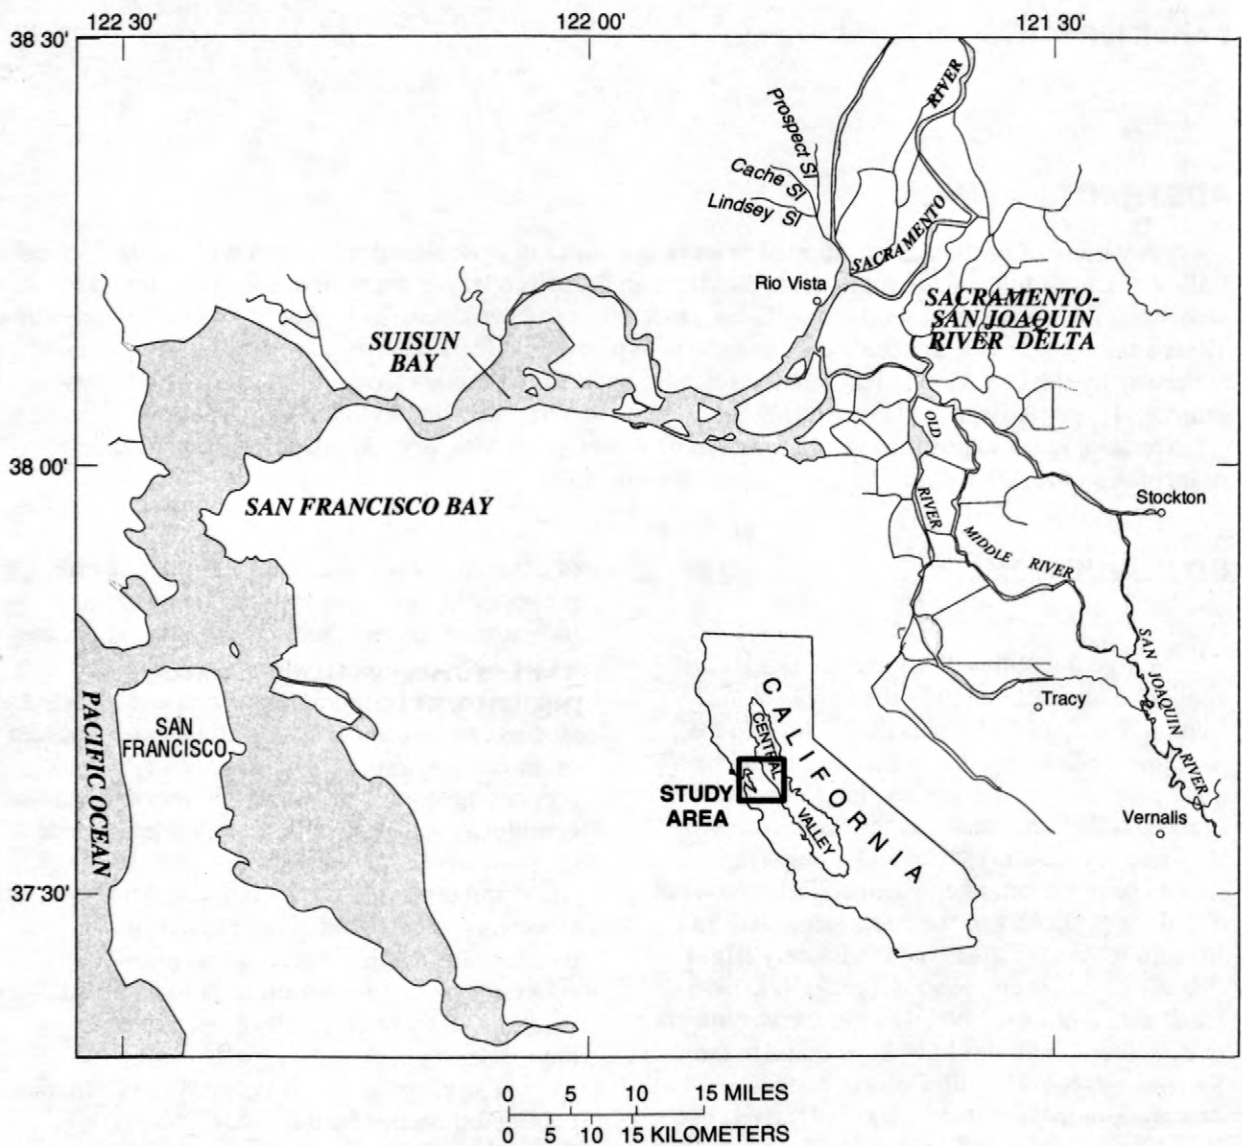 122 30'
122 00'
121 30'
38 30'
RIVER
Prospect Sl
Cache Sl
Lindsey Sl
SACRAMENTO
Rio Vista
SACRAMENTO-
SAN JOAQUIN
RIVER DELTA
SUISUN
BAY
OLD
RIVER
38 00'
SAN FRANCISCO BAY
Stockton
MIDDLE RIVER
SAN JOAQUIN RIVER
Tracy
PACIFIC OCEAN
SAN
FRANCISCO
CALIFORNIA
CENTRAL
VALLEY
STUDY
AREA
Vernalis
37 30'
0 5 10 15 MILES
0 5 10 15 KILOMETERS